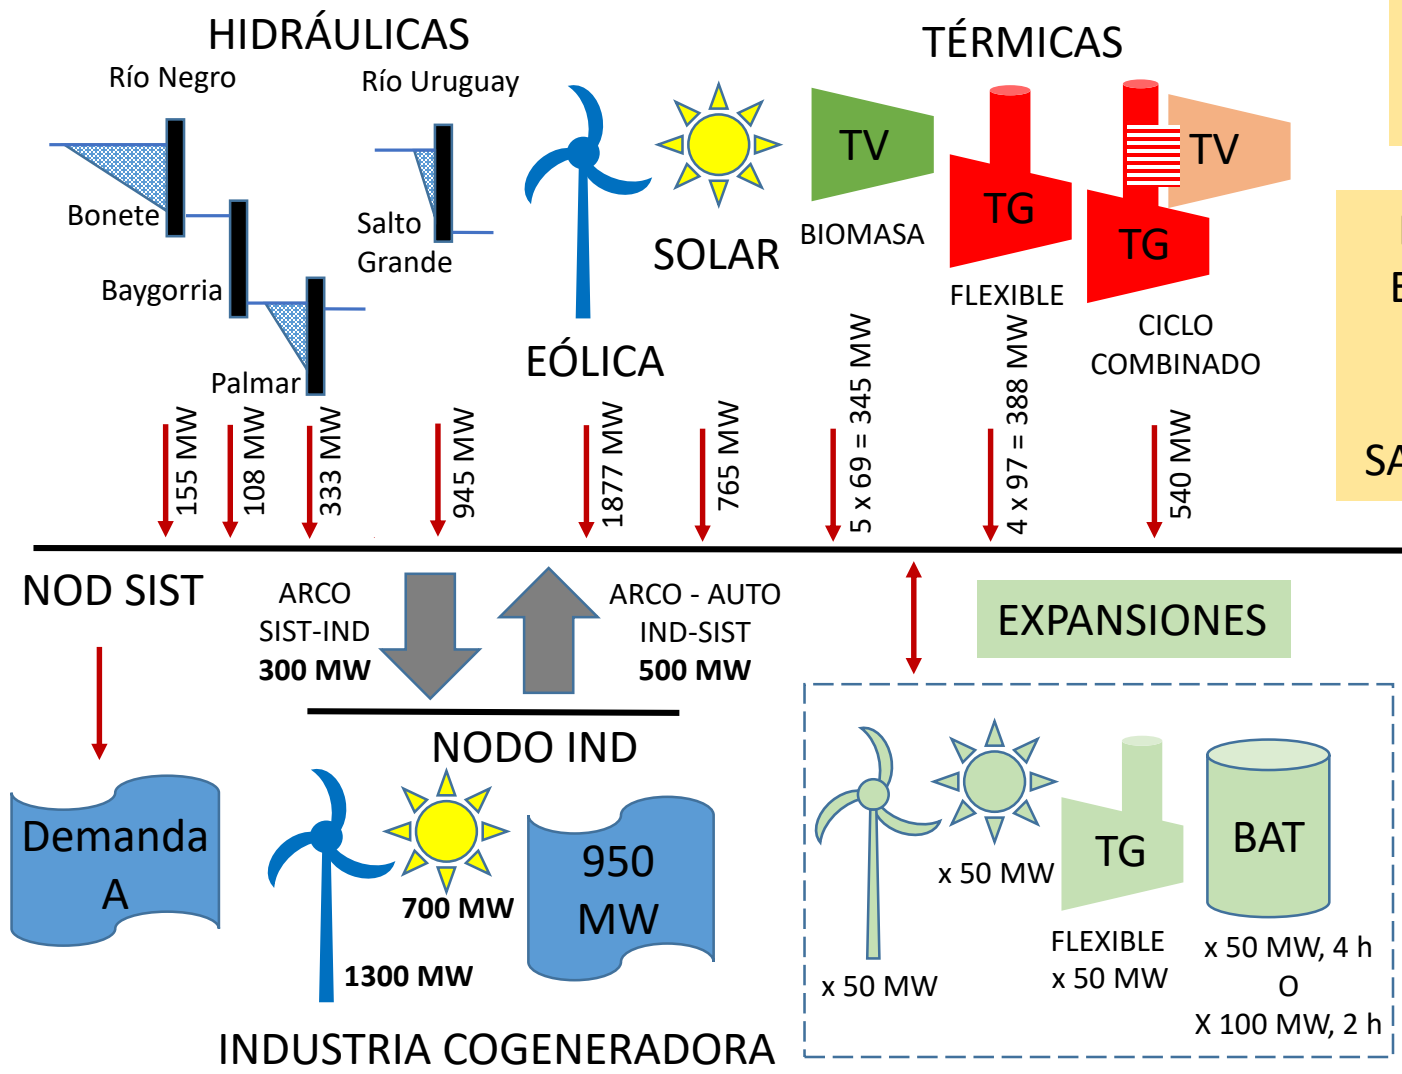 HIDRÁULICAS
TÉRMICAS
Río Negro
Río Uruguay
Bonete
Baygorria
Palmar
Salto
Grande
EÓLICA
SOLAR
TV
BIOMASA
TG
FLEXIBLE
TV
TG
CICLO
COMBINADO
155 MW
108 MW
333 MW
945 MW
1877 MW
765 MW
5 x 69 = 345 MW
4 x 97 = 388 MW
540 MW
SA
NOD SIST
ARCO
SIST-IND
300 MW
ARCO - AUTO
IND-SIST
500 MW
EXPANSIONES
NODO IND
Demanda
A
700 MW
1300 MW
950
MW
INDUSTRIA COGENERADORA
x 50 MW
x 50 MW
TG
FLEXIBLE
x 50 MW
BAT
x 50 MW, 4 h
O
X 100 MW, 2 h